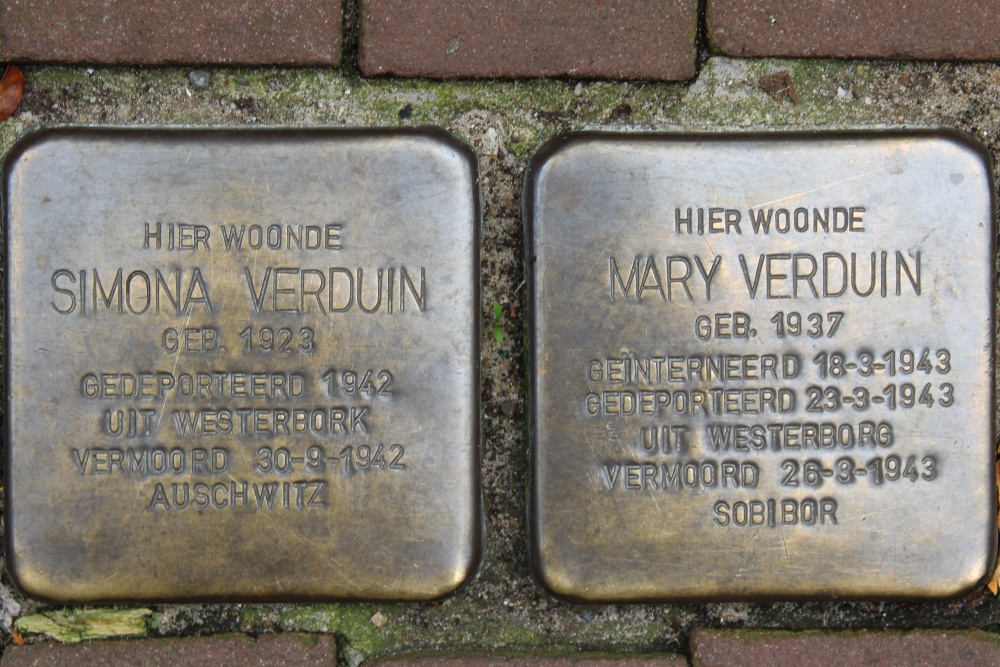 HIER WOONDE
SIMONA VERDUIN
GEB. 1923
GEDEPORTEERD 1942
UIT WESTERBORK
VERMOORD 30-9-1942
AUSCHWITZ
HIER WOONDE
MARY VERDUIN
GEB. 1937
GEÏNTERNEERD 18-3-1943
GEDEPORTEERD 23-3-1943
UIT WESTERBORG
VERMOORD 26-3-1943
SOBIBOR